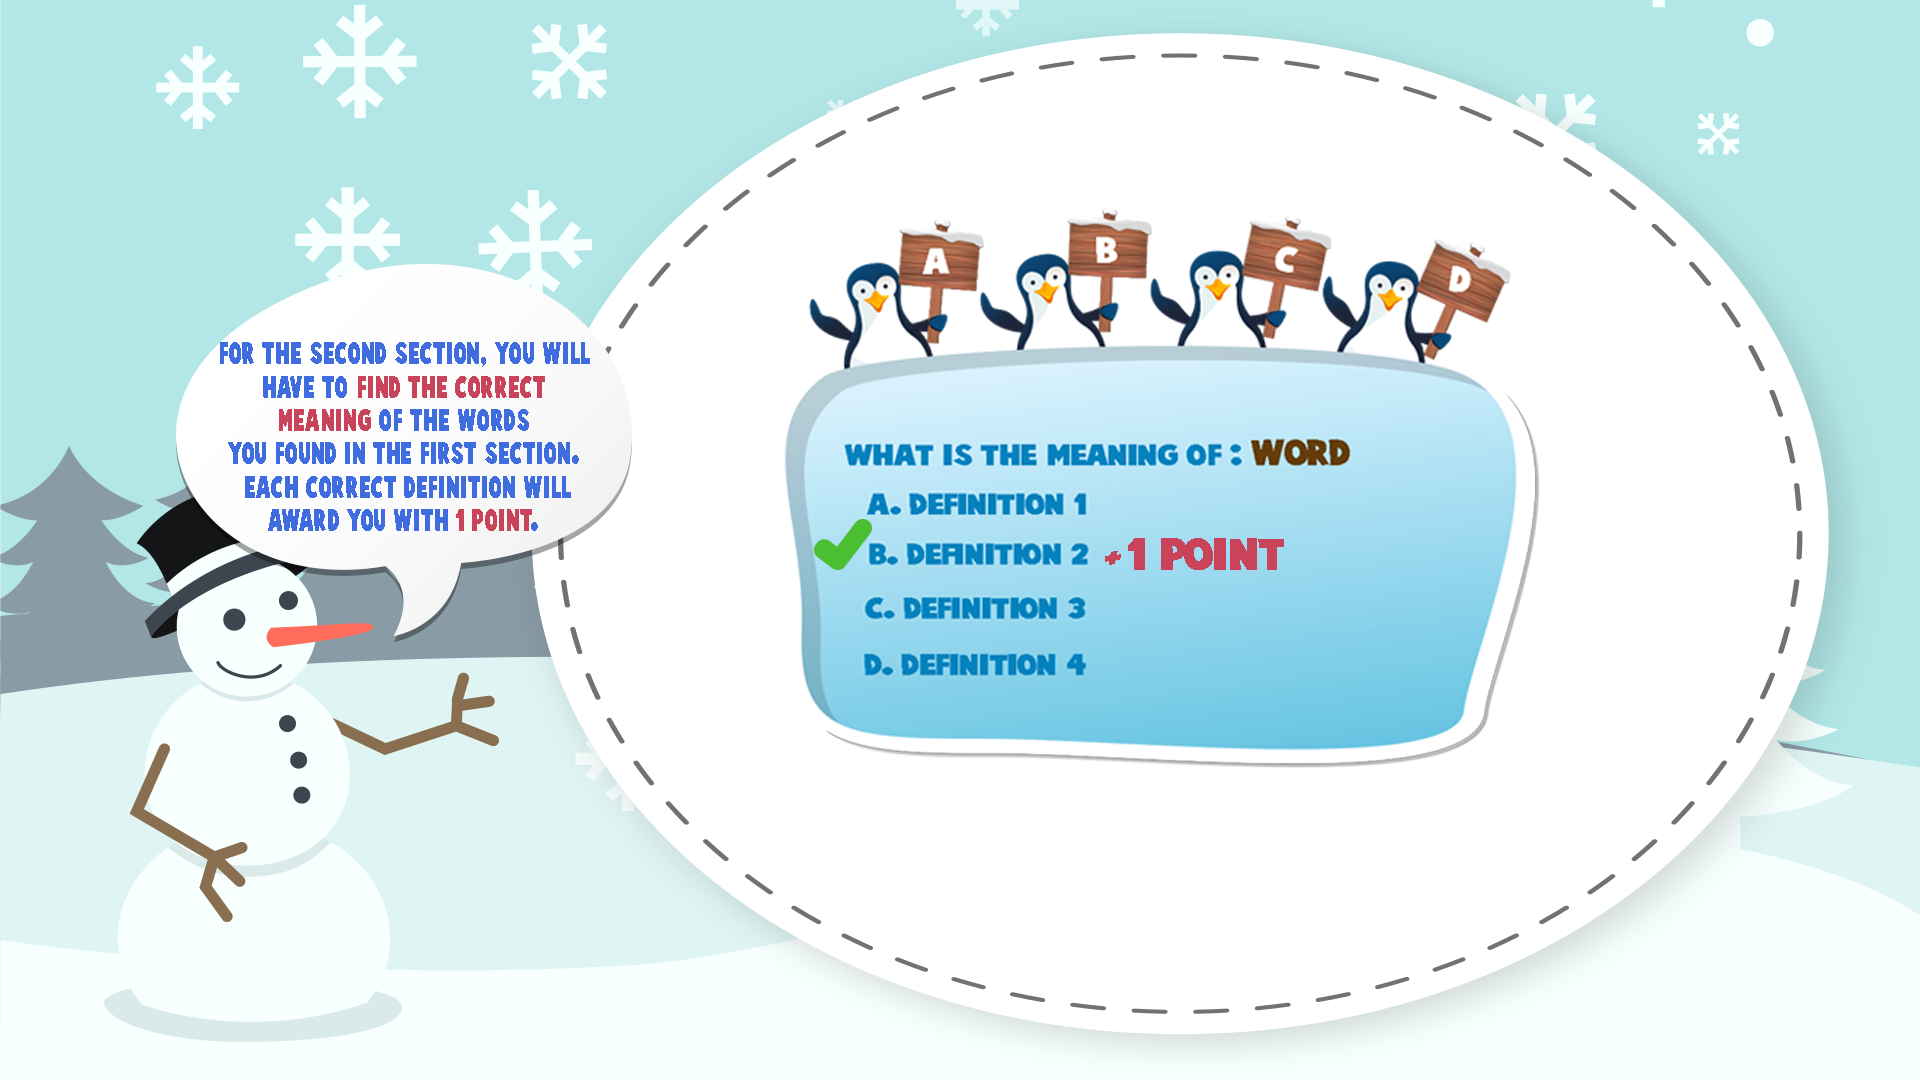 FOR THE SECOND SECTION, YOU WILL
HAVE TO FIND THE CORRECT
MEANING OF THE WORDS
YOU FOUND IN THE FIRST SECTION.
EACH CORRECT DEFINITION WILL
AWARD YOU WITH 1 POINT.
A B C D
WHAT IS THE MEANING OF : WORD
A. DEFINITION 1
B. DEFINITION 2 +1 POINT
C. DEFINITION 3
D. DEFINITION 4